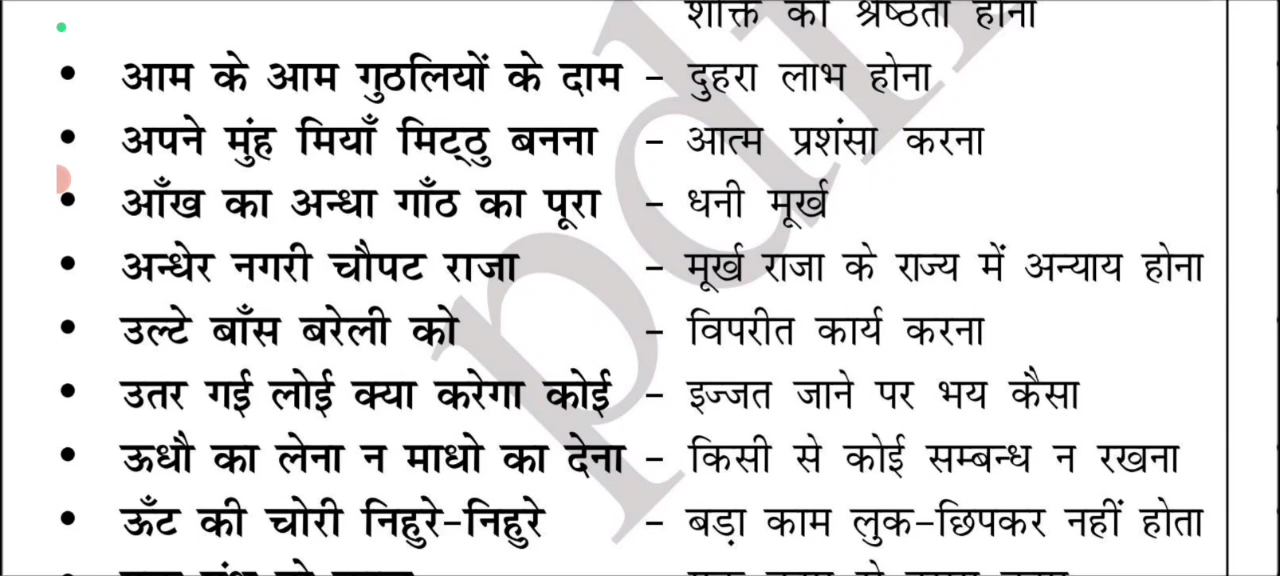 शक्ति की श्रेष्ठता होना
• आम के आम गुठलियों के दाम – दुहरा लाभ होना
• अपने मुंह मियाँ मिट्ठु बनना – आत्म प्रशंसा करना
• आँख का अन्धा गाँठ का पूरा – धनी मूर्ख
• अन्धेर नगरी चौपट राजा – मूर्ख राजा के राज्य में अन्याय होना
• उल्टे बाँस बरेली को – विपरीत कार्य करना
• उतर गई लोई क्या करेगा कोई – इज्जत जाने पर भय कैसा
• ऊधौ का लेना न माधो का देना – किसी से कोई सम्बन्ध न रखना
• ऊँट की चोरी निहुरे-निहुरे – बड़ा काम लुक-छिपकर नहीं होता